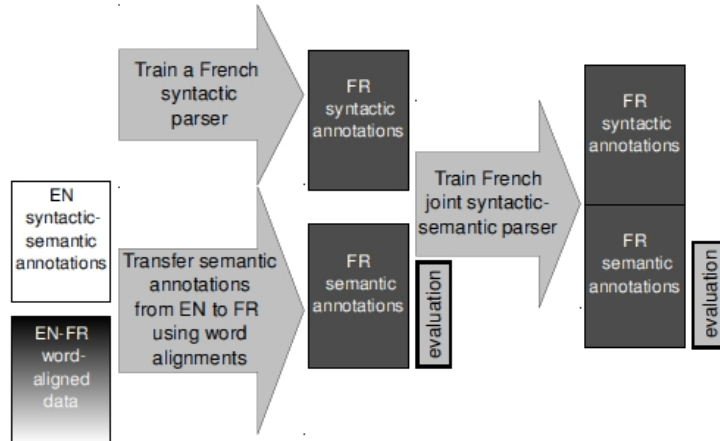 Train a French
syntactic
parser
FR
syntactic
annotations
FR
syntactic
annotations
EN
syntactic-
semantic
annotations
Train French
joint syntactic-
semantic parser
Transfer semantic
annotations
from EN to FR
using word
alignments
FR
semantic
annotations
evaluation
FR
semantic
annotations
evaluation
EN-FR
word-
aligned
data